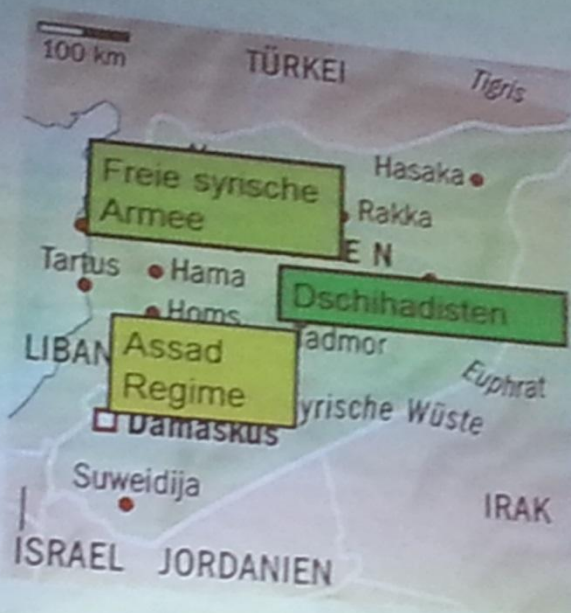 100 km
TÜRKEI
Tigris
Freie syrische
Armee
Hasaka
Rakka
E N
Tartus
Hama
Dschihadisten
Homs
LIBAN
Assad
Regime
Tadmor
Euphrat
yrische Wüste
Damaskus
Suweidija
IRAK
ISRAEL
JORDANIEN